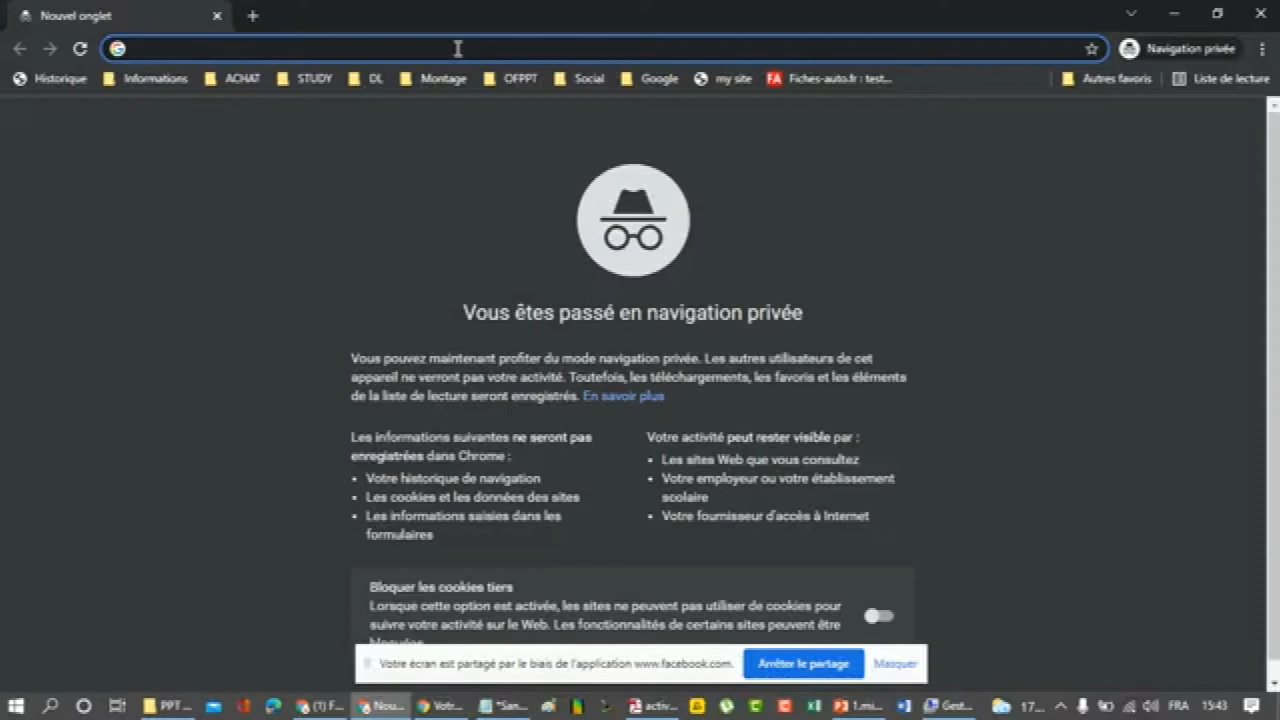 Nouvel onglet
Navigation privée
Historique Informations ACHAT STUDY DL Montage OFPPT Social Google my site FA Fiches-auto.fr : test... Autres favoris Liste de lecture
Vous êtes passé en navigation privée
Vous pouvez maintenant profiter du mode navigation privée. Les autres utilisateurs de cet
appareil ne verront pas votre activité. Toutefois, les téléchargements, les favoris et les éléments
de la liste de lecture seront enregistrés. En savoir plus
Les informations suivantes ne seront pas
enregistrées dans Chrome :
• Votre historique de navigation
• Les cookies et les données des sites
• Les informations saisies dans les
formulaires
Votre activité peut rester visible par :
• Les sites Web que vous consultez
• Votre employeur ou votre établissement
scolaire
• Votre fournisseur d'accès à Internet
Bloquer les cookies tiers
Lorsque cette option est activée, les sites ne peuvent pas utiliser de cookies pour
suivre votre activité sur le Web. Les fonctionnalités de certains sites peuvent être
Votre écran est partagé par le biais de l'application www.facebook.com. Arrêter le partage Masquer
PPT ... (1) F... Nou... Votr... *San... activ... 1.mi... Gest... 17... FRA 15:43